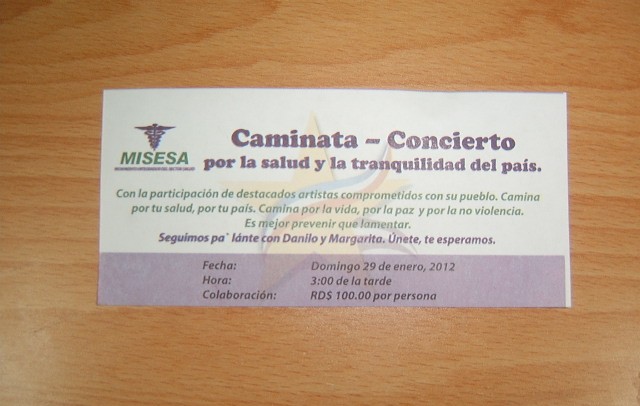 MISESA
Caminata – Concierto
por la salud y la tranquilidad del país.
Con la participación de destacados artistas comprometidos con su pueblo. Camina
por tu salud, por tu país. Camina por la vida, por la paz y por la no violencia.
Es mejor prevenir que lamentar.
Seguimos pa` lánte con Danilo y Margarita. Únete, te esperamos.
Fecha: Domingo 29 de enero, 2012
Hora: 3:00 de la tarde
Colaboración: RD$ 100.00 por persona